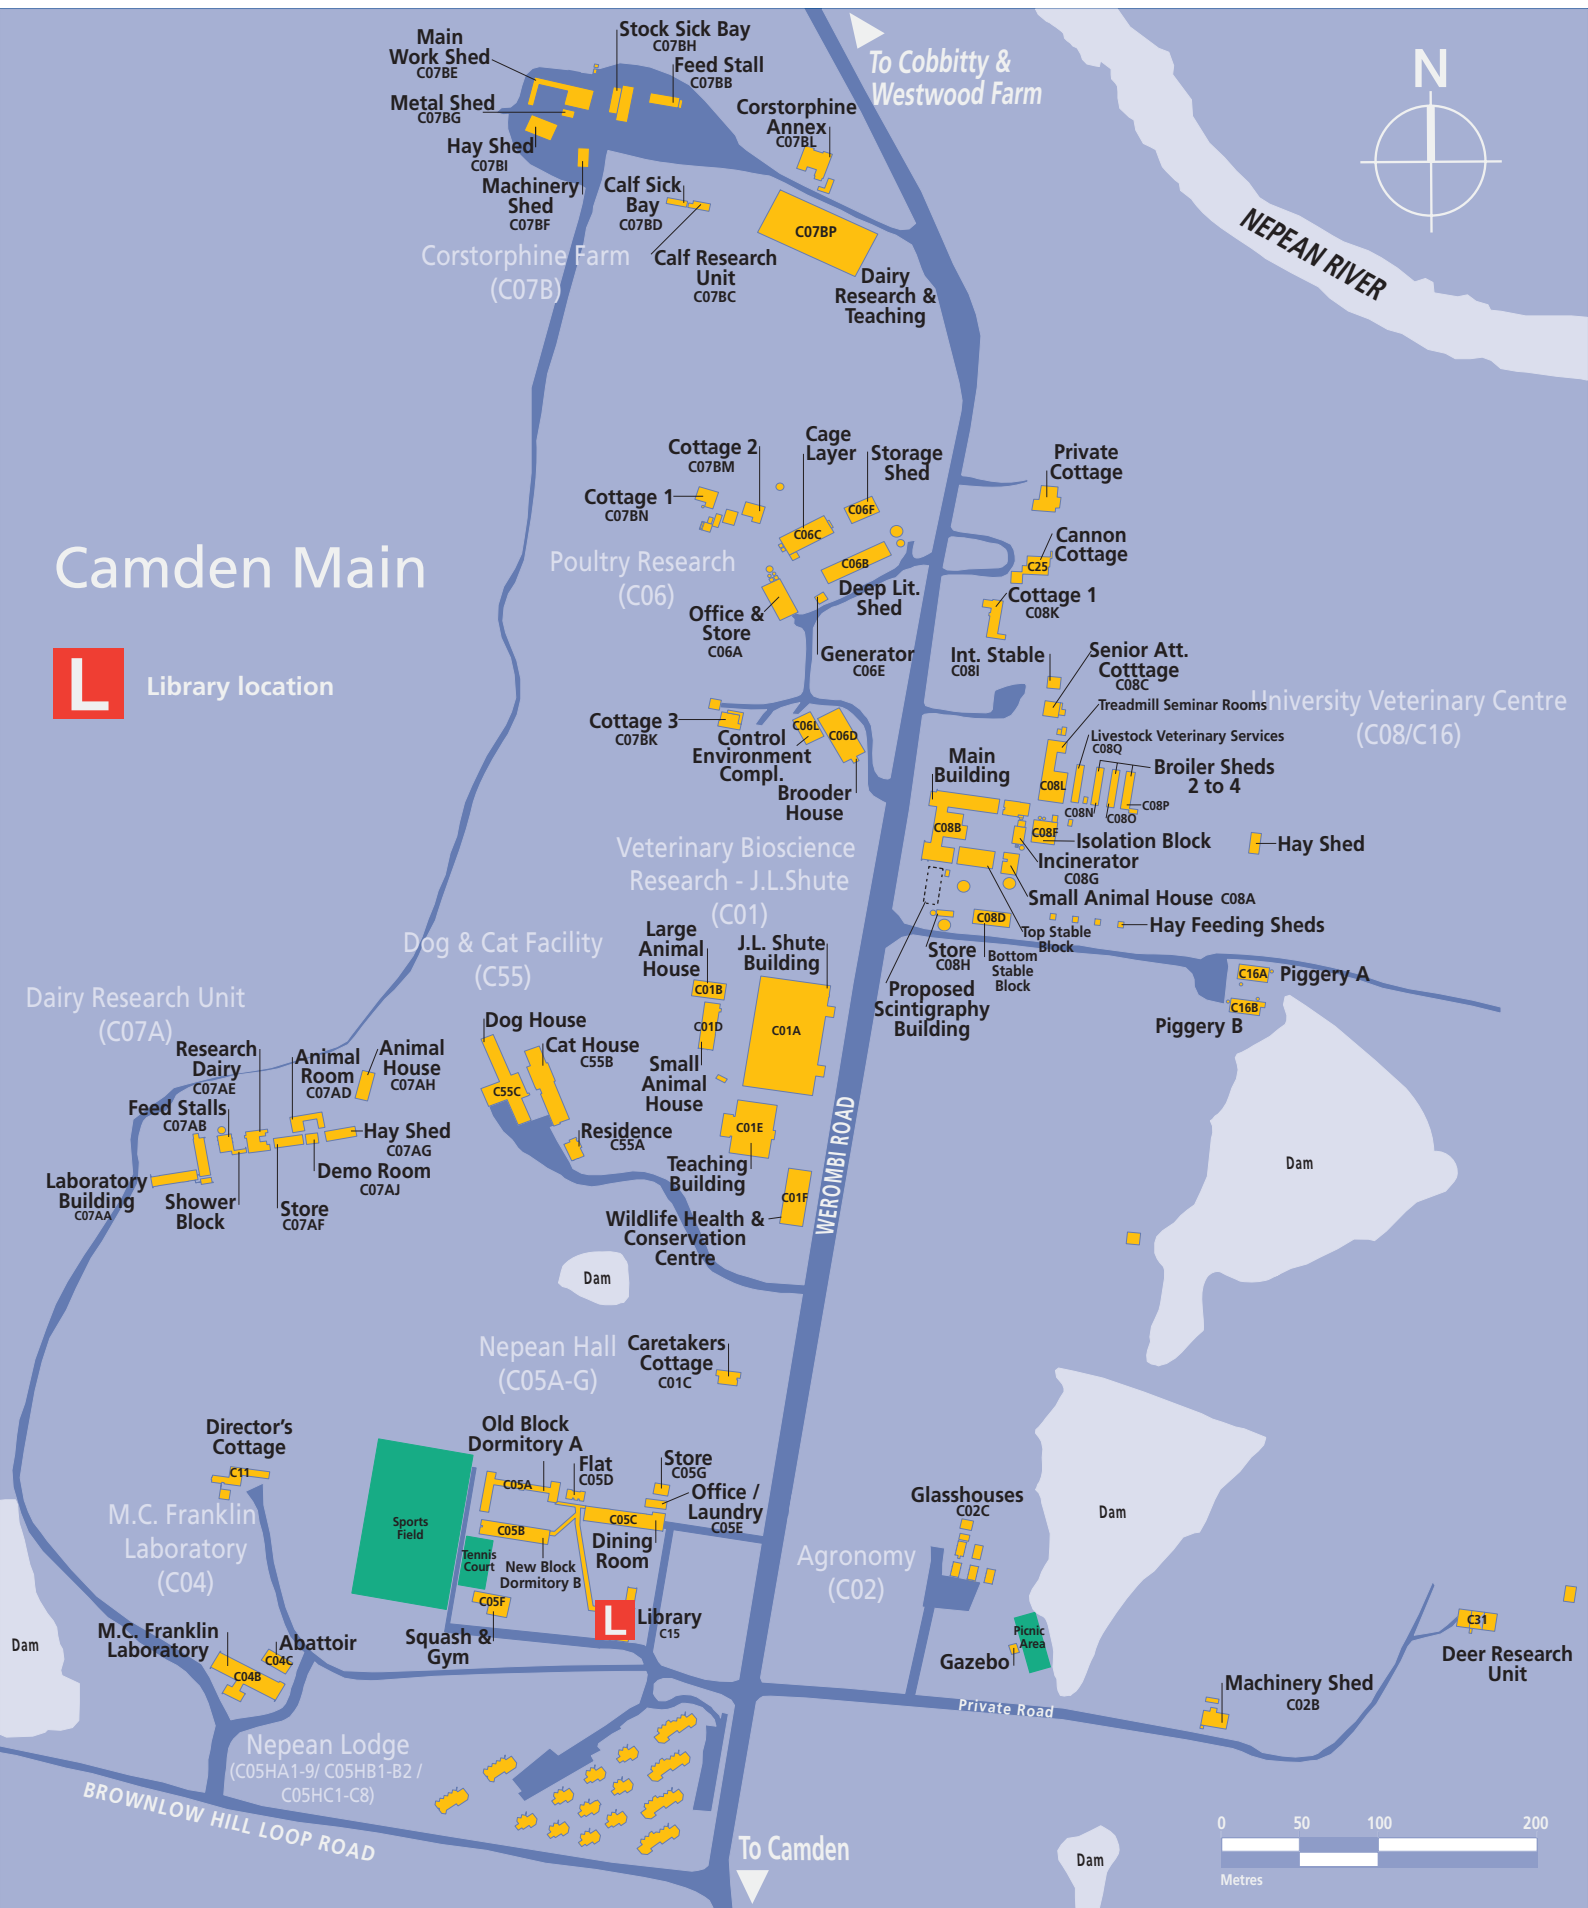 Main
Work Shed
C07BE
Stock Sick Bay
C07BH
Feed Stall
C07BB
Metal Shed
C07BG
Hay Shed
C07BI
Machinery
Shed
C07BF
Corstorphine
Annex
C07BL
To Cobbitty &
Westwood Farm
N
NEPEAN RIVER
Calf Sick
Bay
C07BD
Calf Research
Unit
C07BC
C07BP
Dairy
Research &
Teaching
Corstorphine Farm
(C07B)
Cottage 2
C07BM
Cottage 1
C07BN
Cage
Layer
Storage
Shed
C06F
C06C
C06B
Deep Lit.
Shed
Poultry Research
(C06)
Office &
Store
C06A
Generator
C06E
Private
Cottage
Cannon
Cottage
C25
Cottage 1
C08K
Camden Main
L
Library location
Int. Stable
C08I
Senior Att.
Cotttage
C08C
Treadmill Seminar Rooms
University Veterinary Centre
(C08/C16)
Livestock Veterinary Services
C08Q
Broiler Sheds
2 to 4
C08L
C08N
C08O
C08P
Cottage 3
C07BK
C06L
C06D
Control
Environment
Compl.
Brooder
House
Main
Building
C08B
C08F
Isolation Block
Incinerator
C08G
Hay Shed
Small Animal House C08A
C08D
Hay Feeding Sheds
Top Stable
Block
Store
C08H
Bottom
Stable
Block
Proposed
Scintigraphy
Building
C16A
Piggery A
C16B
Piggery B
Veterinary Bioscience
Research - J.L.Shute
(C01)
Large
Animal
House
J.L. Shute
Building
C01B
C01D
C01A
Small
Animal
House
C01E
Teaching
Building
C01F
Wildlife Health &
Conservation
Centre
WEROMBI ROAD
Dog & Cat Facility
(C55)
Dog House
Cat House
C55B
C55C
Residence
C55A
Dairy Research Unit
(C07A)
Research
Dairy
C07AE
Animal
Room
C07AD
Animal
House
C07AH
Feed Stalls
C07AB
Hay Shed
C07AG
Demo Room
C07AJ
Laboratory
Building
C07AA
Shower
Block
Store
C07AF
Dam
Dam
Nepean Hall
(C05A-G)
Caretakers
Cottage
C01C
Director's
Cottage
C11
Old Block
Dormitory A
C05A
Flat
C05D
Store
C05G
Office /
Laundry
C05E
C05B
C05C
Dining
Room
New Block
Dormitory B
Sports
Field
Tennis
Court
C05F
Squash &
Gym
L
Library
C15
M.C. Franklin
Laboratory
(C04)
M.C. Franklin
Laboratory
Abattoir
C04C
C04B
Dam
Glasshouses
C02C
Agronomy
(C02)
Dam
Picnic
Area
Gazebo
Private Road
Machinery Shed
C02B
C31
Deer Research
Unit
Nepean Lodge
(C05HA1-9/ C05HB1-B2 /
C05HC1-C8)
BROWNLOW HILL LOOP ROAD
To Camden
Dam
0 50 100 200
Metres